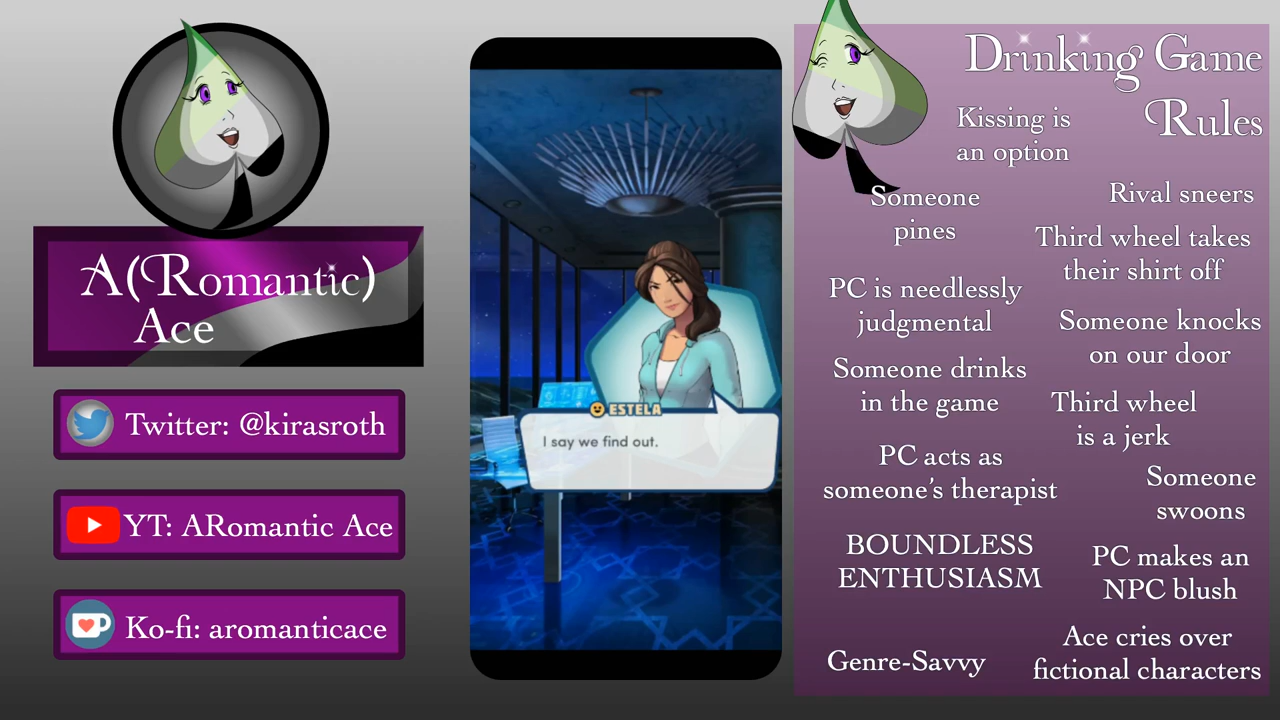 A(Romantic)
Ace
Twitter: @kirasroth
YT: ARomantic Ace
Ko-fi: aromanticace
ESTELA
I say we find out.
Drinking Game
Rules
Kissing is
an option
Someone
pines
Rival sneers
Third wheel takes
their shirt off
PC is needlessly
judgmental
Someone knocks
on our door
Someone drinks
in the game
Third wheel
is a jerk
PC acts as
someone’s therapist
Someone
swoons
BOUNDLESS
ENTHUSIASM
PC makes an
NPC blush
Genre-Savvy
Ace cries over
fictional characters